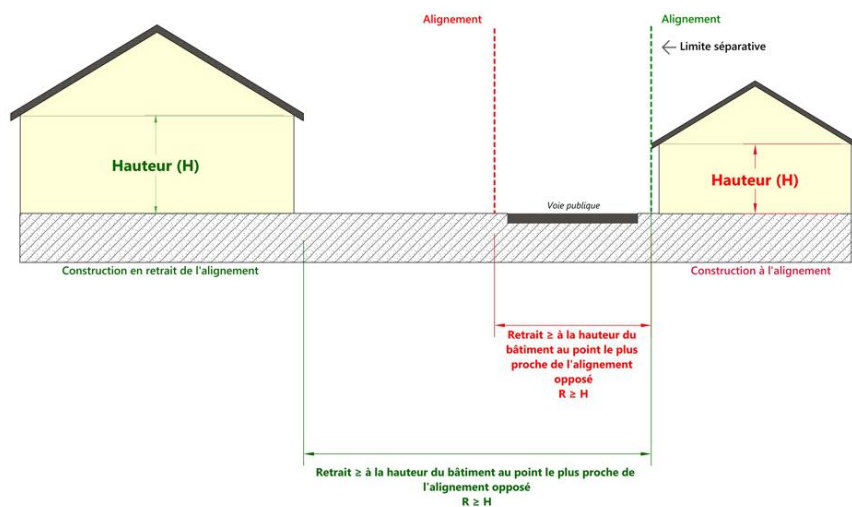 Alignement
Alignement
Limite séparative
Hauteur (H)
Hauteur (H)
Voie publique
Construction en retrait de l'alignement
Construction à l'alignement
Retrait ≥ à la hauteur du
bâtiment au point le plus
proche de l'alignement
opposé
R ≥ H
Retrait ≥ à la hauteur du bâtiment au point le plus proche de
l'alignement opposé
R ≥ H